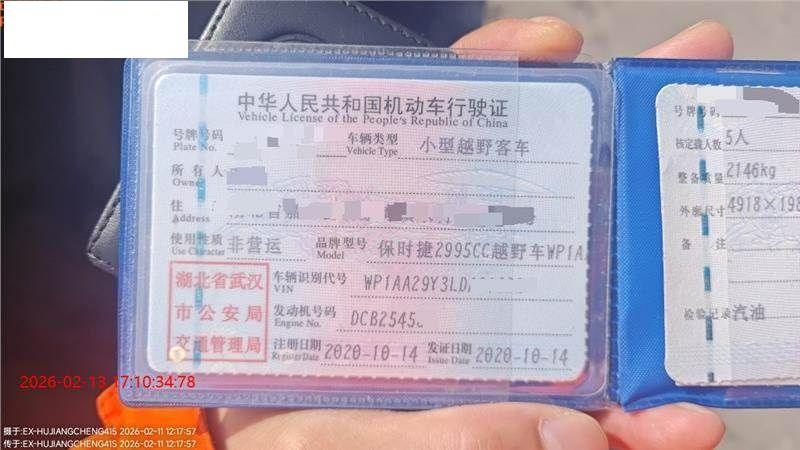 中华人民共和国机动车行驶证
Vehicle License of the People's Republic of China
号牌号码
Plate No.
车辆类型 小型越野客车
Vehicle Type
所有人
Owner
住
Address
使用性质 非营运
Use Character
品牌型号 保时捷2995CC越野车WP1A
Model
湖北省武汉
市公安局
交通管理局
车辆识别代号 WP1AA29Y3LD
VIN
发动机号码 DCB2545
Engine No.
注册日期 2020-10-14
Register Date
发证日期 2020-10-14
Issue Date
号牌号码
核定载人数 5人
整备质量 2146kg
外廓尺寸 4918×198
备注
检验记录 汽油
2026-02-13 17:10:34:78
摄于:EX-HUJIANGCHENG415 2026-02-11 12:17:57
传于:EX-HUJIANGCHENG415 2026-02-11 12:17:57